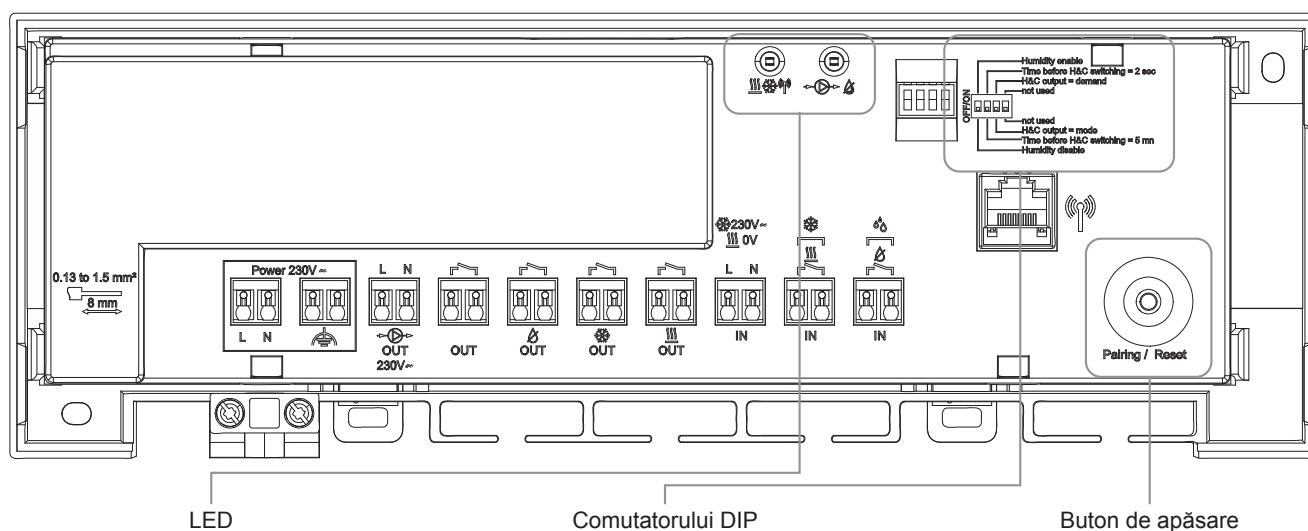 Humidity enable
Time before H&C switching = 2 sec
H&C output = demand
not used
OFF/ON
not used
H&C output = mode
Time before H&C switching = 5 mn
Humidity disable
230V
0V
0.13 to 1.5 mm²
8 mm
Power 230V
L N
L N
L N
OUT
230V
OUT
OUT
OUT
OUT
IN
IN
IN
Pairing / Reset
LED
Comutatorului DIP
Buton de apăsare